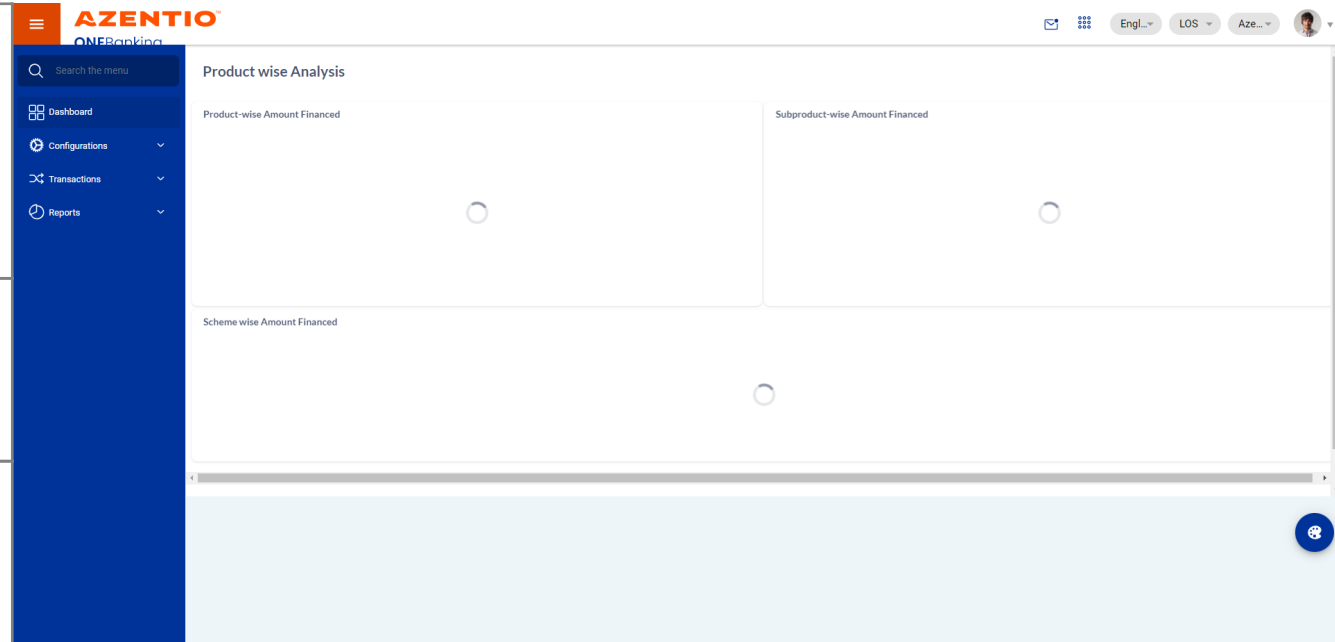 AZENTIO™
ONEBanking
Engl...
LOS
Aze...
Search the menu
Dashboard
Configurations
Transactions
Reports
Product wise Analysis
Product-wise Amount Financed
Subproduct-wise Amount Financed
Scheme wise Amount Financed